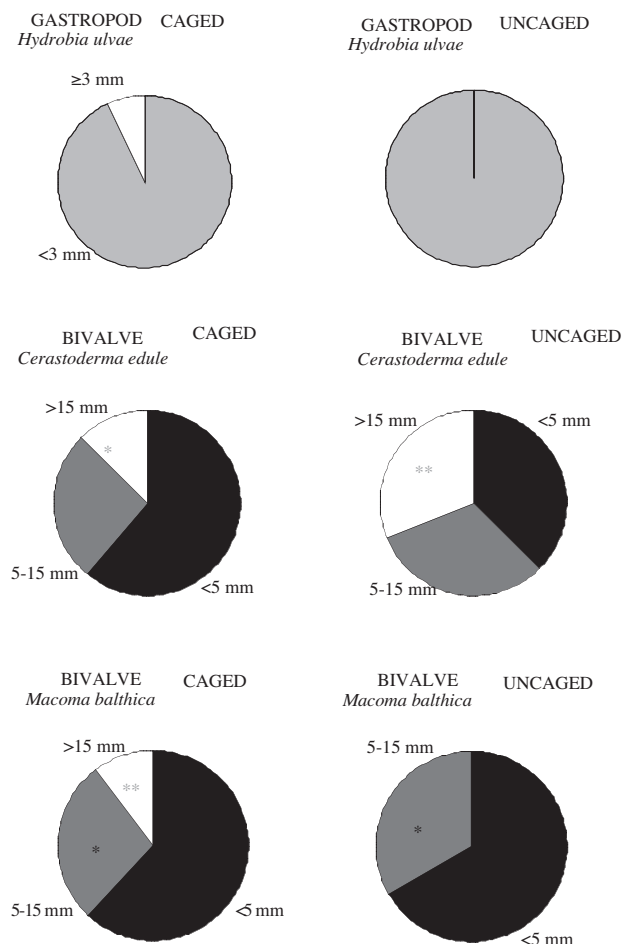 GASTROPOD CAGED
Hydrobia ulvae
≥3 mm
<3 mm
GASTROPOD UNCAGED
Hydrobia ulvae
BIVALVE CAGED
Cerastoderma edule
>15 mm
*
5-15 mm
<5 mm
BIVALVE UNCAGED
Cerastoderma edule
>15 mm
<5 mm
**
5-15 mm
BIVALVE CAGED
Macoma balthica
>15 mm
**
*
5-15 mm
<5 mm
BIVALVE UNCAGED
Macoma balthica
5-15 mm
*
<5 mm